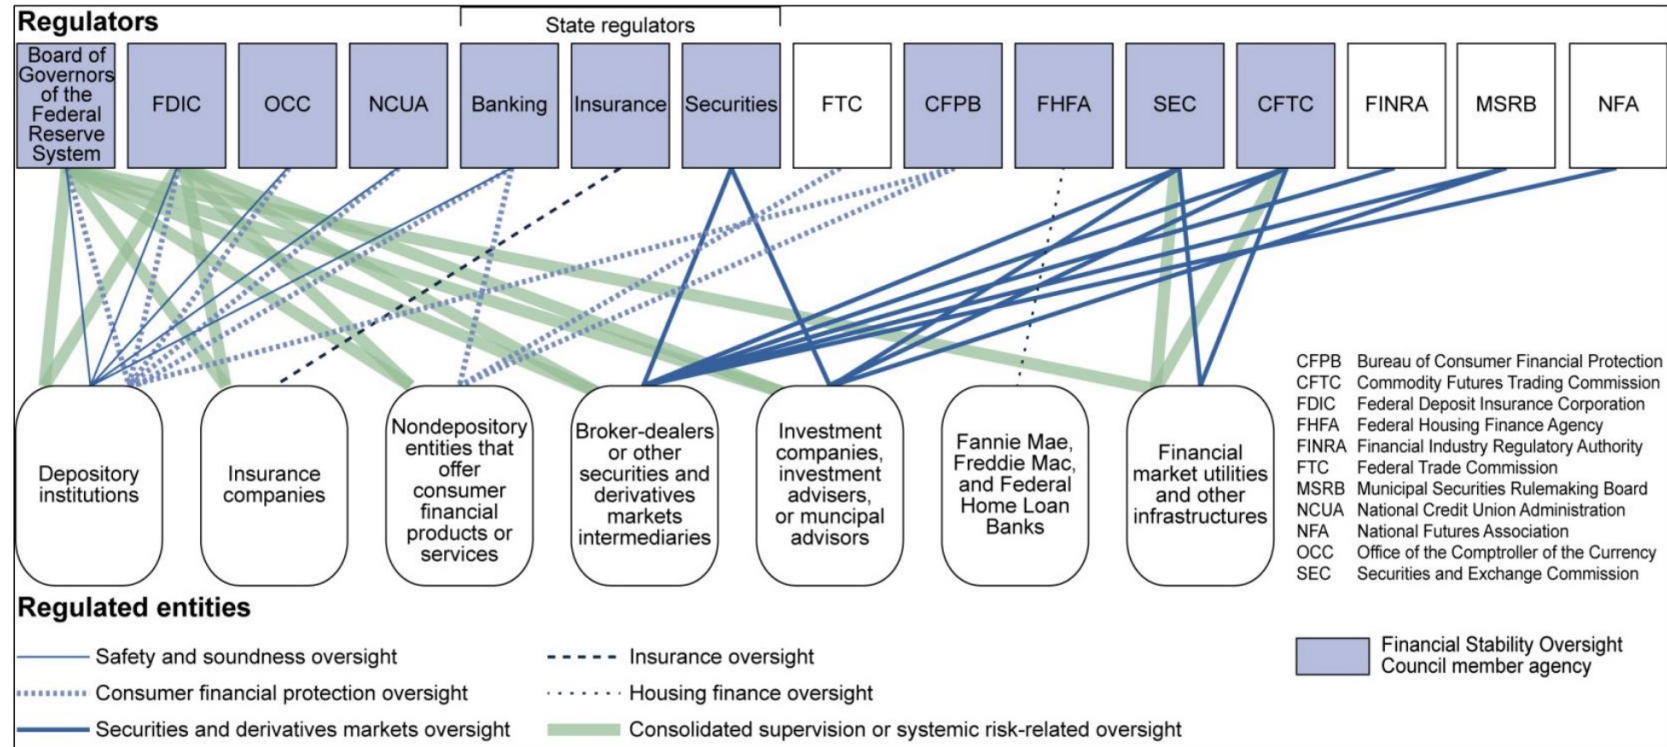 Regulators
State regulators
Board of
Governors
of the
Federal
Reserve
System
FDIC
OCC
NCUA
Banking
Insurance
Securities
FTC
CFPB
FHFA
SEC
CFTC
FINRA
MSRB
NFA
Depository
institutions
Insurance
companies
Nondepository
entities that
offer
consumer
financial
products or
services
Broker-dealers
or other
securities and
derivatives
markets
intermediaries
Investment
companies,
investment
advisers,
or muncipal
advisors
Fannie Mae,
Freddie Mac,
and Federal
Home Loan
Banks
Financial
market utilities
and other
infrastructures
CFPB Bureau of Consumer Financial Protection
CFTC Commodity Futures Trading Commission
FDIC Federal Deposit Insurance Corporation
FHFA Federal Housing Finance Agency
FINRA Financial Industry Regulatory Authority
FTC Federal Trade Commission
MSRB Municipal Securities Rulemaking Board
NCUA National Credit Union Administration
NFA National Futures Association
OCC Office of the Comptroller of the Currency
SEC Securities and Exchange Commission
Regulated entities
Safety and soundness oversight
Consumer financial protection oversight
Securities and derivatives markets oversight
Insurance oversight
Housing finance oversight
Consolidated supervision or systemic risk-related oversight
Financial Stability Oversight
Council member agency